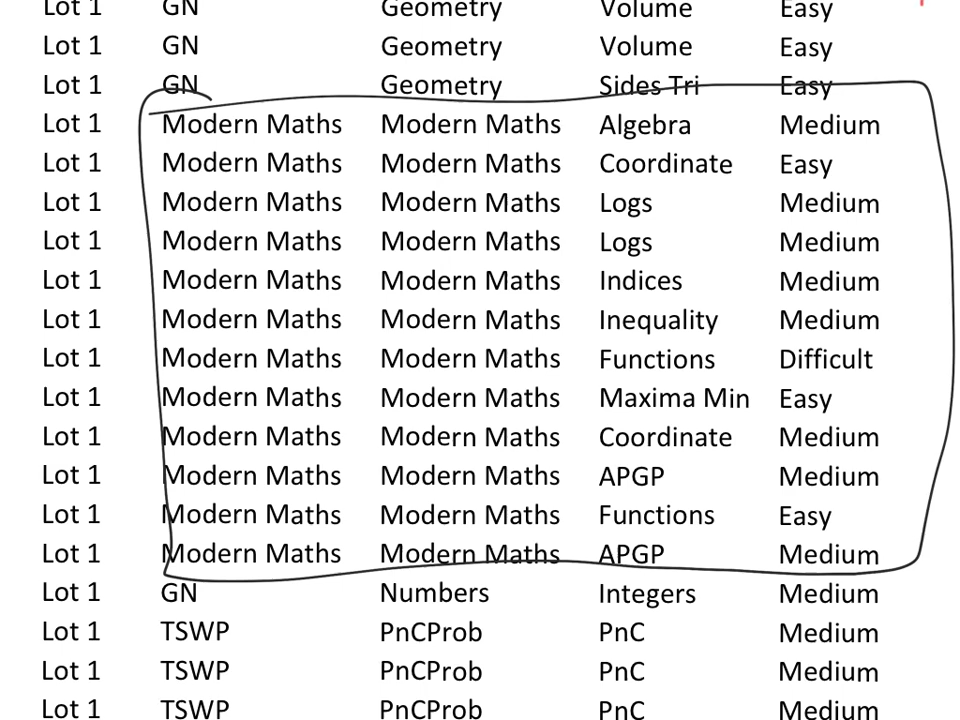 Lot 1 GN Geometry Volume Easy
Lot 1 GN Geometry Volume Easy
Lot 1 GN Geometry Sides Tri Easy
Lot 1 Modern Maths Modern Maths Algebra Medium
Lot 1 Modern Maths Modern Maths Coordinate Easy
Lot 1 Modern Maths Modern Maths Logs Medium
Lot 1 Modern Maths Modern Maths Logs Medium
Lot 1 Modern Maths Modern Maths Indices Medium
Lot 1 Modern Maths Modern Maths Inequality Medium
Lot 1 Modern Maths Modern Maths Functions Difficult
Lot 1 Modern Maths Modern Maths Maxima Min Easy
Lot 1 Modern Maths Modern Maths Coordinate Medium
Lot 1 Modern Maths Modern Maths APGP Medium
Lot 1 Modern Maths Modern Maths Functions Easy
Lot 1 Modern Maths Modern Maths APGP Medium
Lot 1 GN Numbers Integers Medium
Lot 1 TSWP PnCProb PnC Medium
Lot 1 TSWP PnCProb PnC Medium
Lot 1 TSWP PnCProb PnC Medium